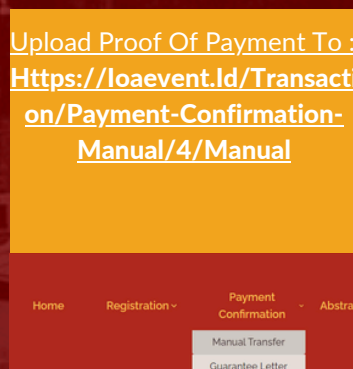 Upload Proof Of Payment To :
Https://Ioaevent.Id/Transacti
on/Payment-Confirmation-
Manual/4/Manual
Home
Registration
Payment
Confirmation
Abstra
Manual Transfer
Guarantee Letter